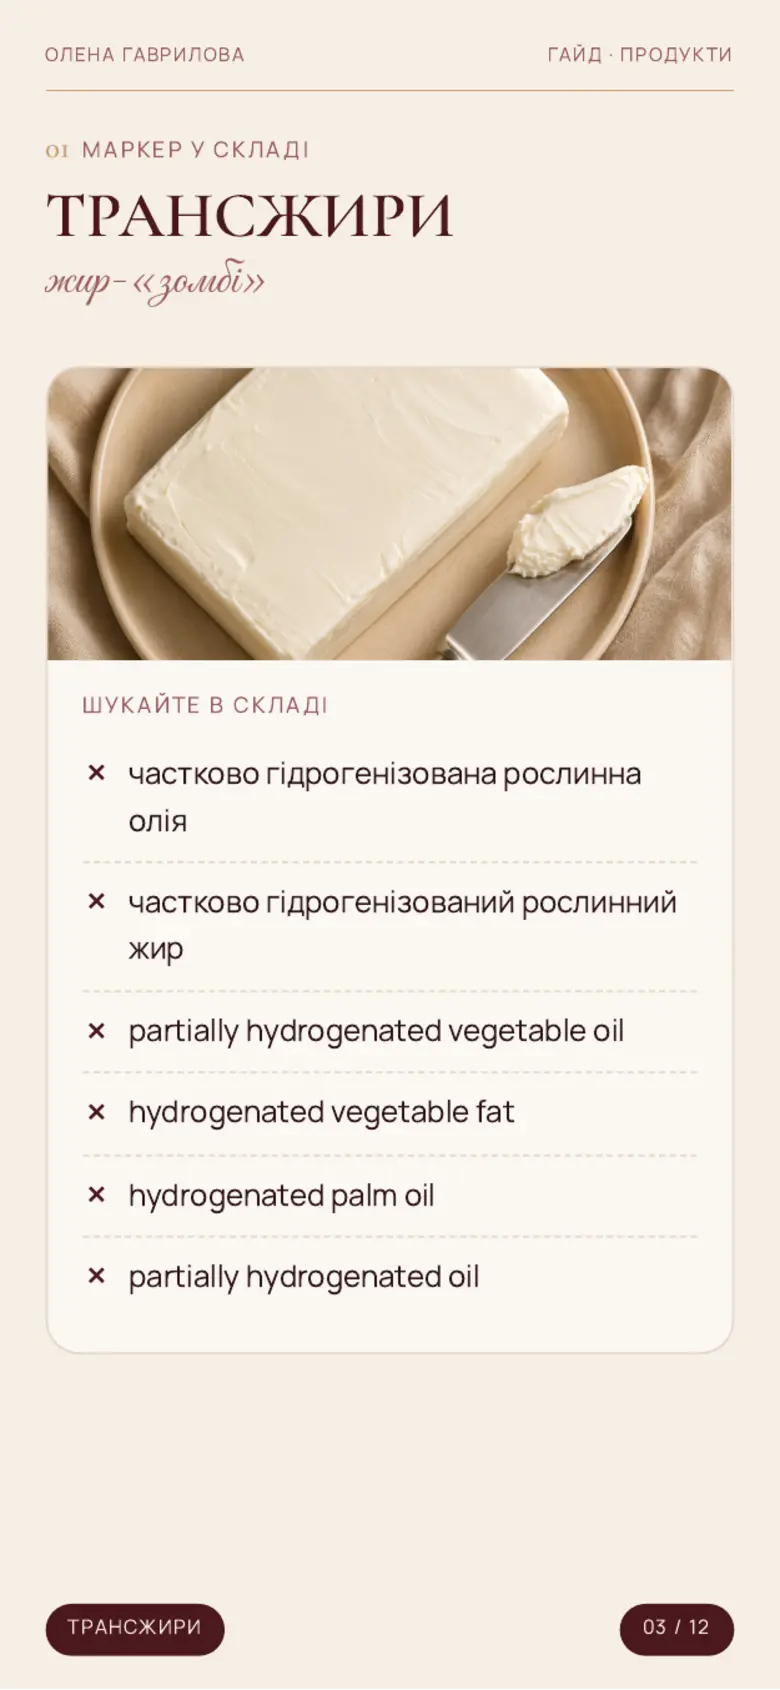 ОЛЕНА ГАВРИЛОВА
ГАЙД · ПРОДУКТИ
01 МАРКЕР У СКЛАДІ
ТРАНСЖИРИ
жир-«зомбі»
ШУКАЙТЕ В СКЛАДІ
× частково гідрогенізована рослинна
олія
× частково гідрогенізований рослинний
жир
× partially hydrogenated vegetable oil
× hydrogenated vegetable fat
× hydrogenated palm oil
× partially hydrogenated oil
ТРАНСЖИРИ
03 / 12